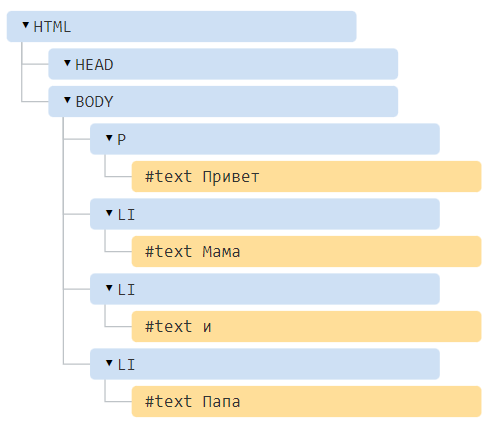 ▾ HTML
▾ HEAD
▾ BODY
▾ P
#text Привет
▾ LI
#text Мама
▾ LI
#text и
▾ LI
#text Папа